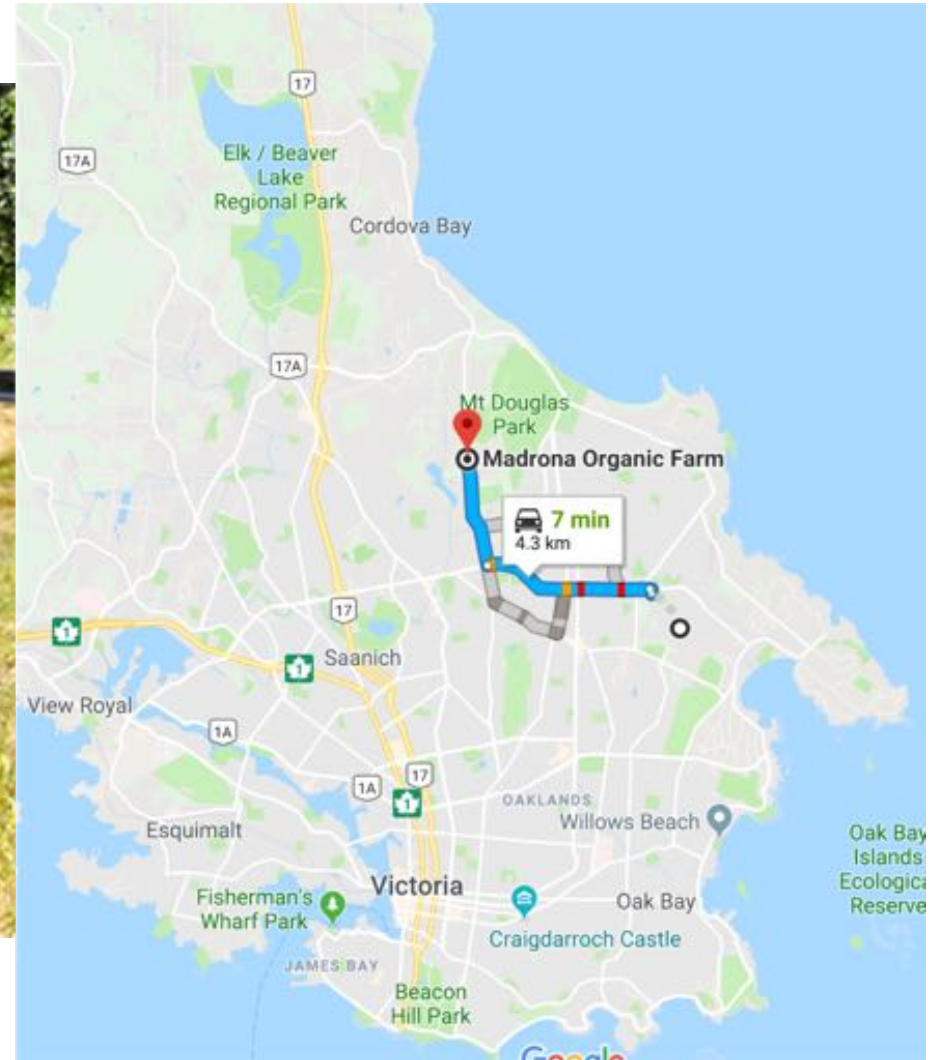 17
17A
Elk / Beaver
Lake
Regional Park
Cordova Bay
17A
Mt Douglas
Park
Madrona Organic Farm
7 min
4.3 km
17
1
Saanich
1
View Royal
1A
17
1A
1
OAKLANDS
Willows Beach
Esquimalt
Oak Bay
Islands
Ecologica
Reserve
Victoria
Fisherman's
Wharf Park
Oak Bay
Craigdarroch Castle
JAMES BAY
Beacon
Hill Park
Google